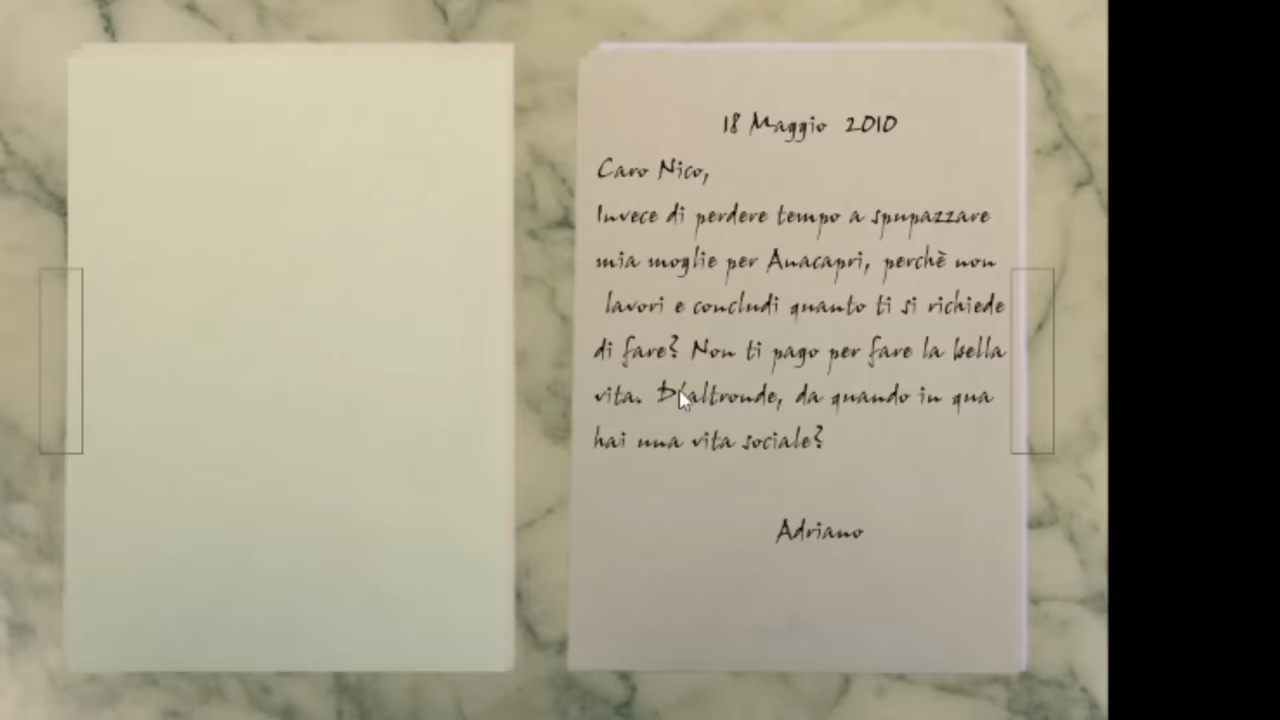 18 Maggio 2010
Caro Nico,
Invece di perdere tempo a spupazzare
mia moglie per Anacapri, perchè non
lavori e concludi quanto ti si richiede
di fare? Non ti pago per fare la bella
vita. D'altronde, da quando in qua
hai una vita sociale?
Adriano